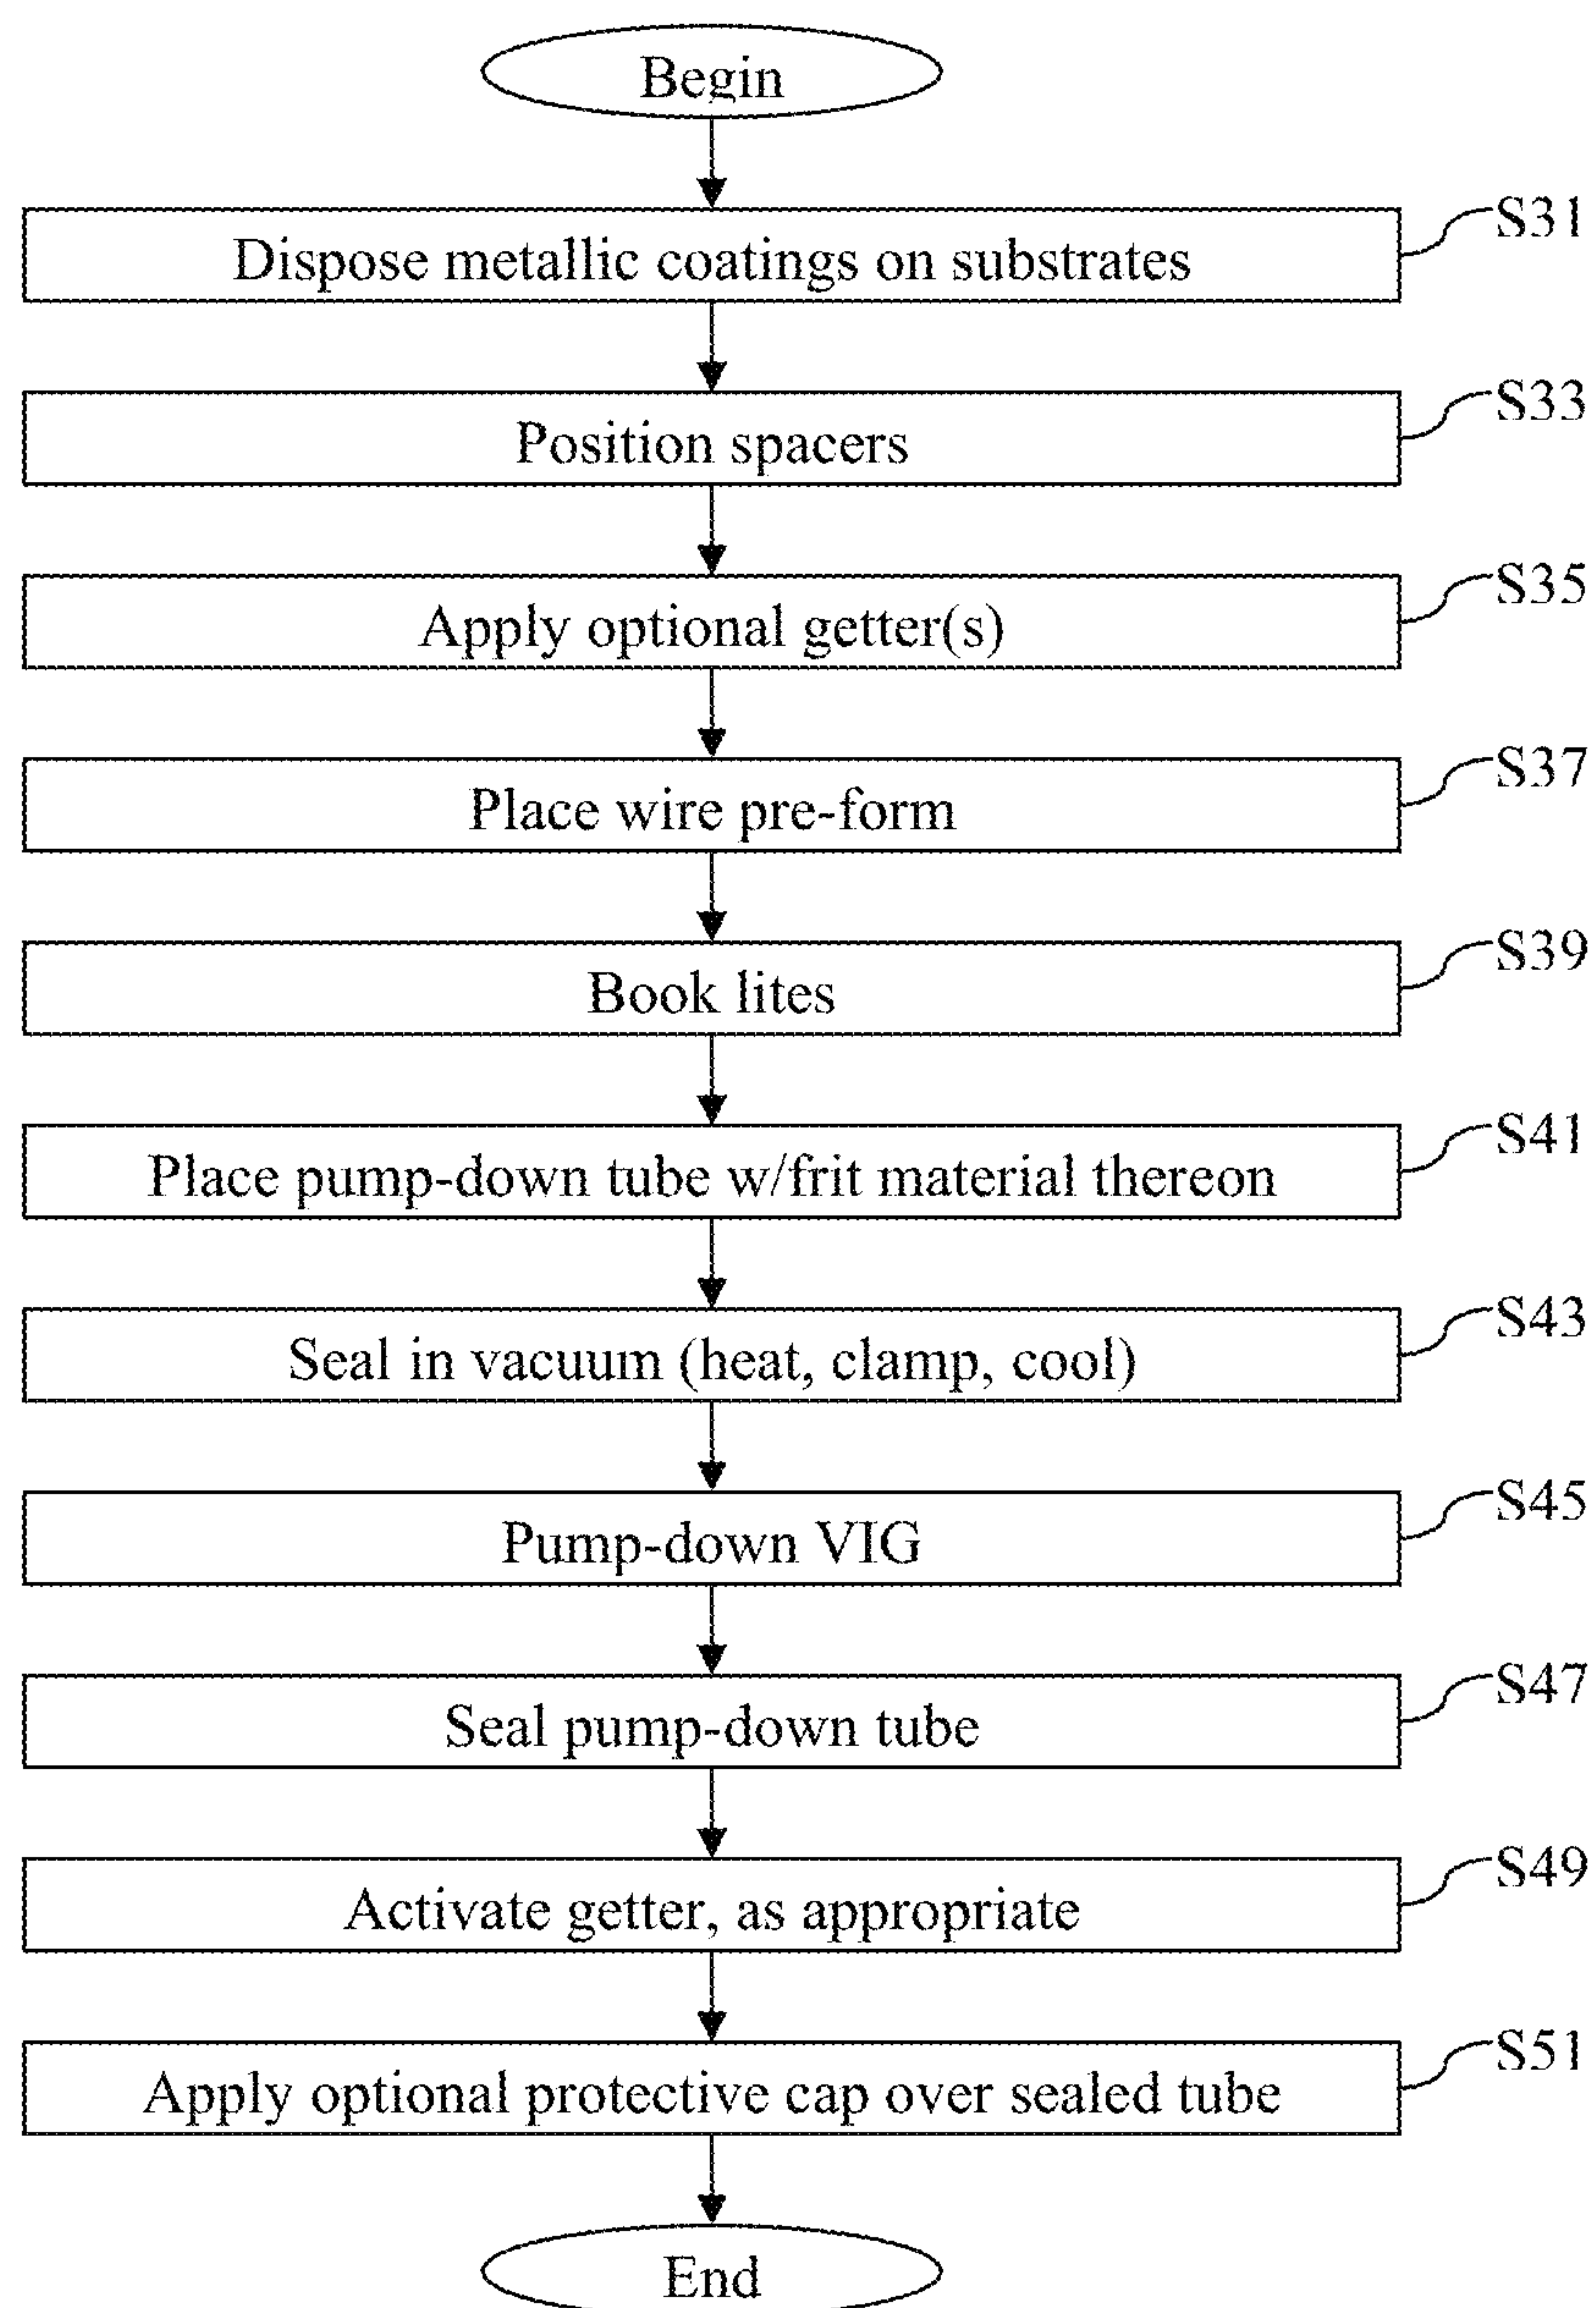 Begin
S31
Dispose metallic coatings on substrates
S33
Position spacers
S35
Apply optional getter(s)
S37
Place wire pre-form
S39
Book lites
S41
Place pump-down tube w/frit material thereon
S43
Seal in vacuum (heat, clamp, cool)
S45
Pump-down VIG
S47
Seal pump-down tube
S49
Activate getter, as appropriate
S51
Apply optional protective cap over sealed tube
End